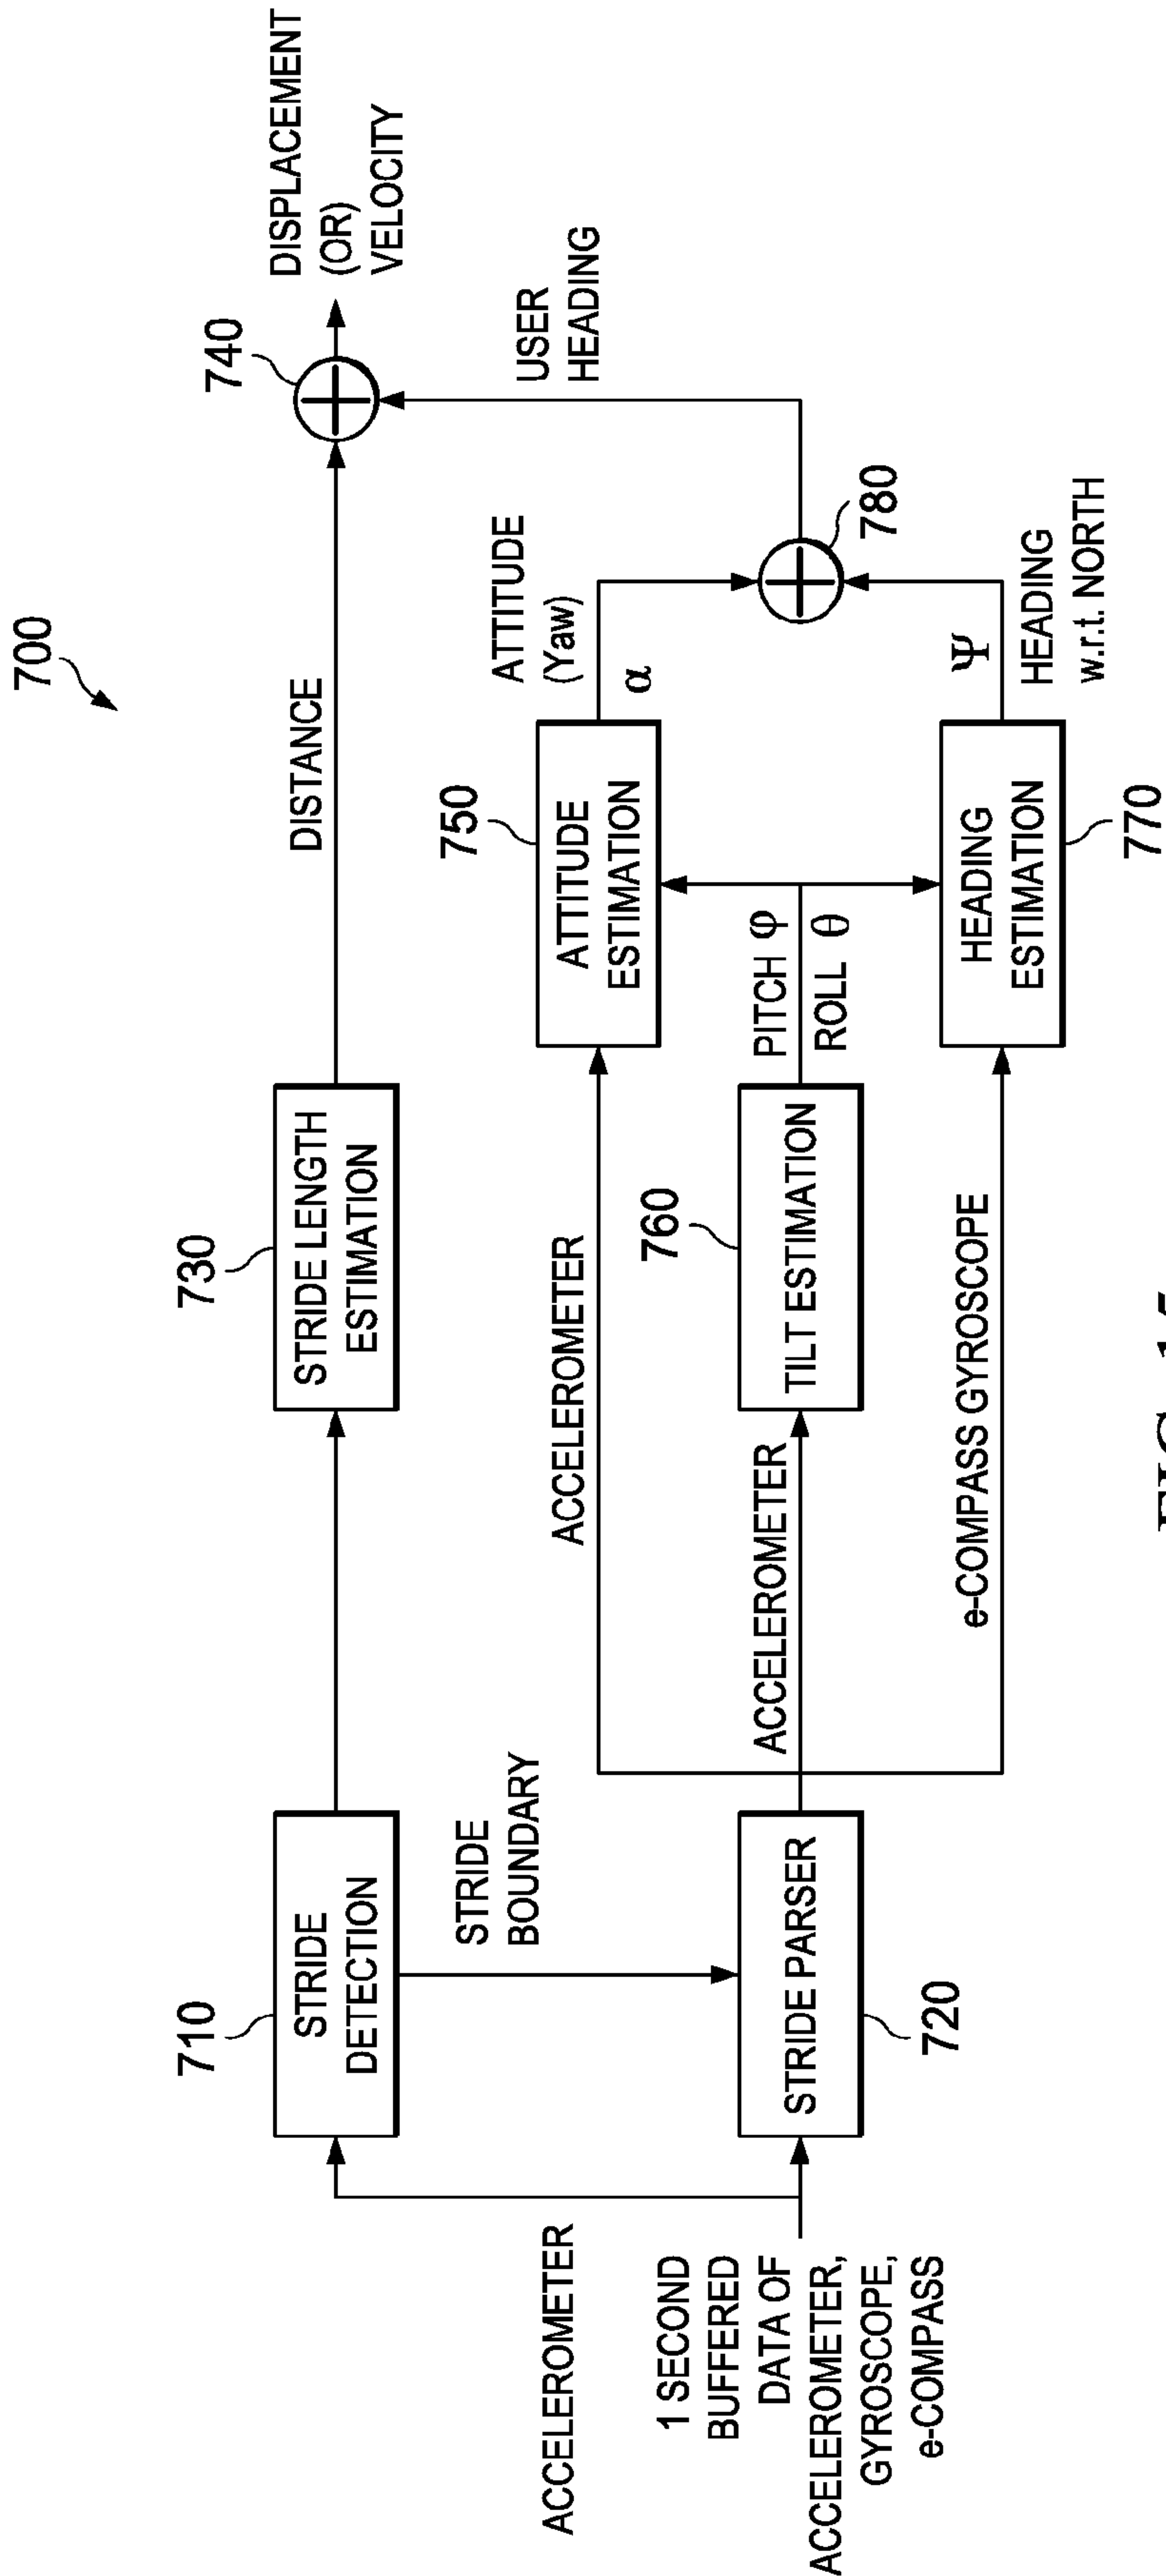 700
ACCELEROMETER
1 SECOND
BUFFERED
DATA OF
ACCELEROMETER,
GYROSCOPE,
e-COMPASS
710
STRIDE
DETECTION
STRIDE
BOUNDARY
STRIDE PARSER
720
730
STRIDE LENGTH
ESTIMATION
DISTANCE
740
DISPLACEMENT
(OR)
VELOCITY
ACCELEROMETER
ACCELEROMETER
e-COMPASS GYROSCOPE
760
TILT ESTIMATION
PITCH φ
ROLL θ
750
ATTITUDE
ESTIMATION
ATTITUDE
(Yaw)
α
HEADING
ESTIMATION
770
Ψ
HEADING
w.r.t. NORTH
780
USER
HEADING